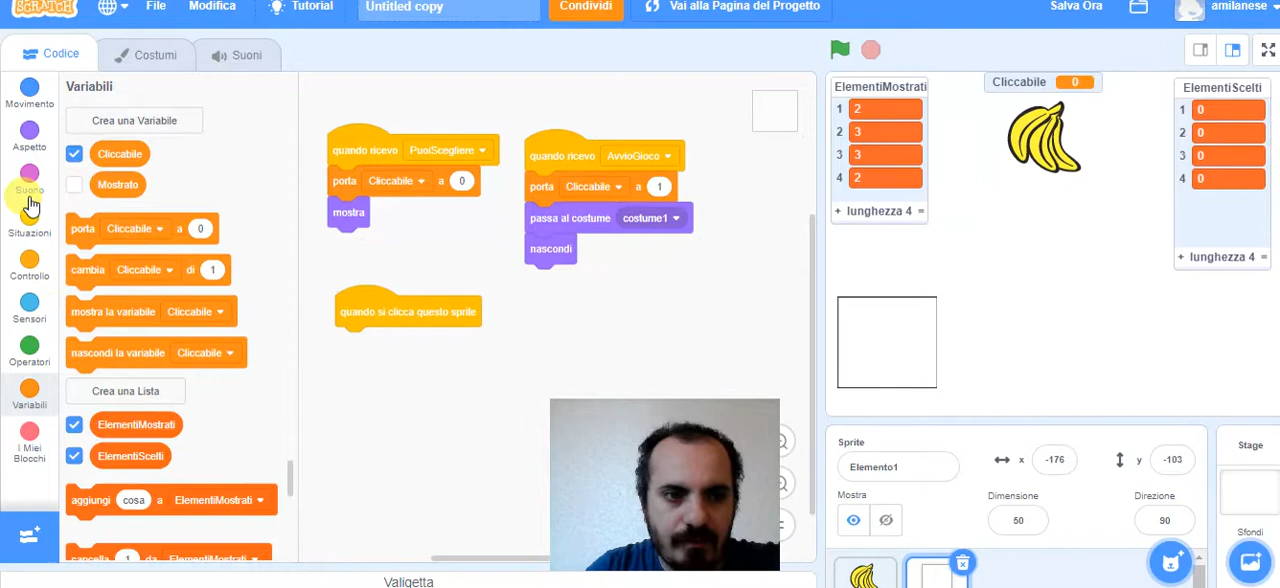 SCRATCH File Modifica Tutorial Untitled copy Condividi Vai alla Pagina del Progetto Salva Ora amilanese
Codice Costumi Suoni
Movimento
Aspetto
Suono
Situazioni
Controllo
Sensori
Operatori
Variabili
I Miei
Blocchi
Variabili
Crea una Variabile
Cliccabile
Mostrato
porta Cliccabile a 0
cambia Cliccabile di 1
mostra la variabile Cliccabile
nascondi la variabile Cliccabile
Crea una Lista
ElementiMostrati
ElementiScelti
aggiungi cosa a ElementiMostrati
cancella 1 da ElementiMostrati
quando ricevo PuoiScegliere
porta Cliccabile a 0
mostra
quando ricevo AvvioGioco
porta Cliccabile a 1
passa al costume costume1
nascondi
quando si clicca questo sprite
Valigetta
ElementiMostrati
1 2
2 3
3 3
4 2
+ lunghezza 4 =
Cliccabile 0
ElementiScelti
1 0
2 0
3 0
4 0
+ lunghezza 4 =
Sprite
Elemento1
x -176
y -103
Mostra
Dimensione
50
Direzione
90
Stage
Sfondi